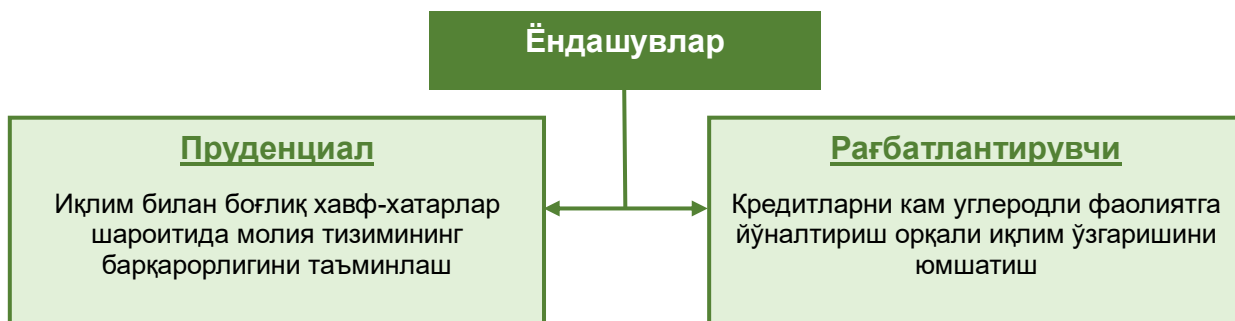 Ёндашувлар
Пруденциал
Иқлим билан боғлиқ хавф-хатарлар
шароитида молия тизимининг
барқарорлигини таъминлаш
Рағбатлантирувчи
Кредитларни кам углеродли фаолиятга
йўналтириш орқали иқлим ўзгаришини
юмшатиш